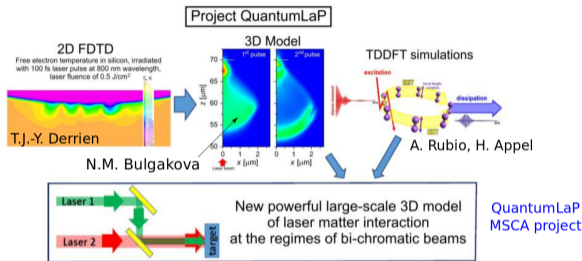 Project QuantumLaP
2D FDTD
Free electron temperature in silicon, irradiated
with 100 fs laser pulse at 800 nm wavelength,
laser fluence of 0.5 J/cm²
T.J.-Y. Derrien
3D Model
1st pulse
2nd pulse
z [μm]
70
65
60
55
50
0 1 2
0 1 2
x [μm]
x [μm]
Laser beam
N.M. Bulgakova
TDDFT simulations
excitation
dissipation
A. Rubio, H. Appel
Laser 1
Laser 2
target
New powerful large-scale 3D model
of laser matter interaction
at the regimes of bi-chromatic beams
QuantumLaP
MSCA project